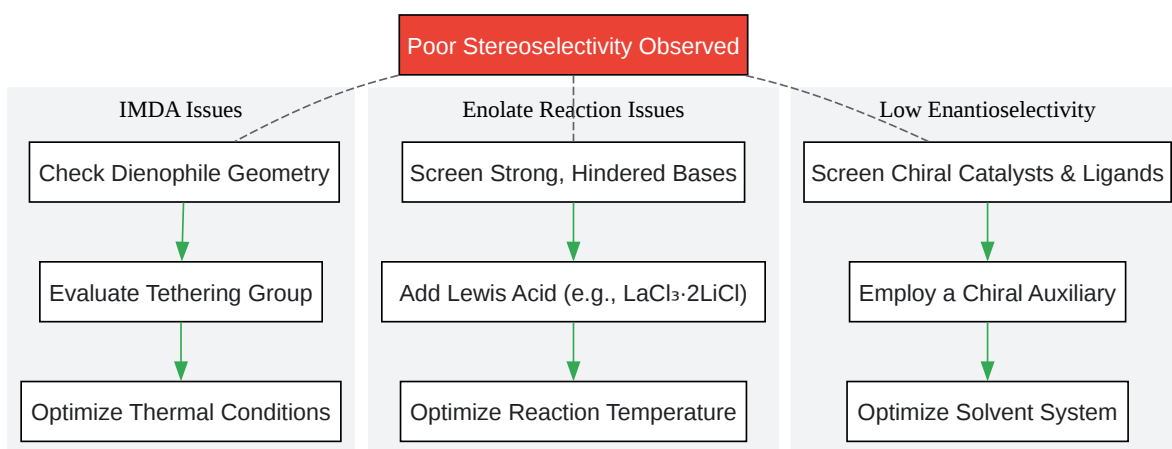 Poor Stereoselectivity Observed
IMDA Issues
Check Dienophile Geometry
Evaluate Tethering Group
Optimize Thermal Conditions
Enolate Reaction Issues
Screen Strong, Hindered Bases
Add Lewis Acid (e.g., LaCl₃·2LiCl)
Optimize Reaction Temperature
Low Enantioselectivity
Screen Chiral Catalysts & Ligands
Employ a Chiral Auxiliary
Optimize Solvent System